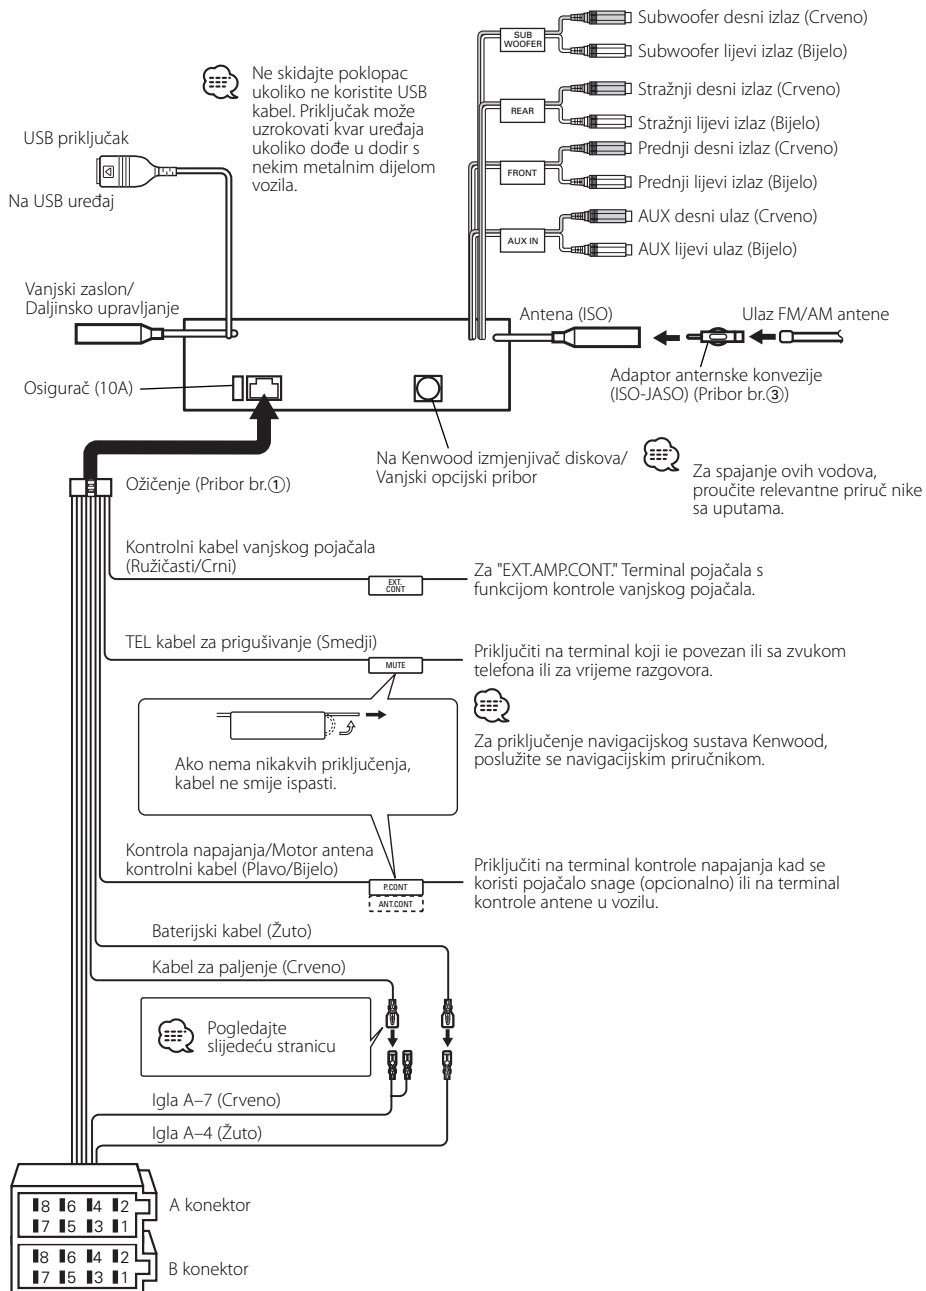 SUB
WOOFER
Subwoofer desni izlaz (Crveno)
Subwoofer lijevi izlaz (Bijelo)
Ne skidajte poklopac
ukoliko ne koristite USB
kabel. Priključak može
uzrokovati kvar uređaja
ukoliko dođe u dodir s
nekim metalnim dijelom
vozila.
REAR
Stražnji desni izlaz (Crveno)
Stražnji lijevi izlaz (Bijelo)
USB priključak
Na USB uređaj
FRONT
Prednji desni izlaz (Crveno)
Prednji lijevi izlaz (Bijelo)
AUX IN
AUX desni ulaz (Crveno)
AUX lijevi ulaz (Bijelo)
Vanjski zaslon/
Daljinsko upravljanje
Antena (ISO)
Ulaz FM/AM antene
Osigurač (10A)
Adaptor anternske konvezije
(ISO-JASO) (Pribor br.③)
Na Kenwood izmjenjivač diskova/
Vanjski opcijski pribor
Za spajanje ovih vodova,
proučite relevantne priruč nike
sa uputama.
Ožičenje (Pribor br.①)
Kontrolni kabel vanjskog pojačala
(Ružičasti/Crni)
EXT.
CONT
Za "EXT.AMP.CONT." Terminal pojačala s
funkcijom kontrole vanjskog pojačala.
TEL kabel za prigušivanje (Smedji)
MUTE
Priključiti na terminal koji ie povezan ili sa zvukom
telefona ili za vrijeme razgovora.
Ako nema nikakvih priključenja,
kabel ne smije ispasti.
Za priključenje navigacijskog sustava Kenwood,
poslužite se navigacijskim priručnikom.
Kontrola napajanja/Motor antena
kontrolni kabel (Plavo/Bijelo)
P.CONT
ANT.CONT
Priključiti na terminal kontrole napajanja kad se
koristi pojačalo snage (opcionalno) ili na terminal
kontrole antene u vozilu.
Baterijski kabel (Žuto)
Kabel za paljenje (Crveno)
Pogledajte
slijedeću stranicu
Igla A–7 (Crveno)
Igla A–4 (Žuto)
8 6 4 2
7 5 3 1
A konektor
8 6 4 2
7 5 3 1
B konektor